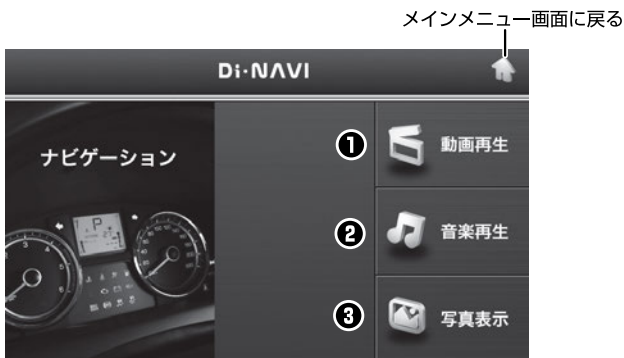 メインメニュー画面に戻る
Di·NAVI
ナビゲーション
P
❶ 動画再生
❷ 音楽再生
❸ 写真表示